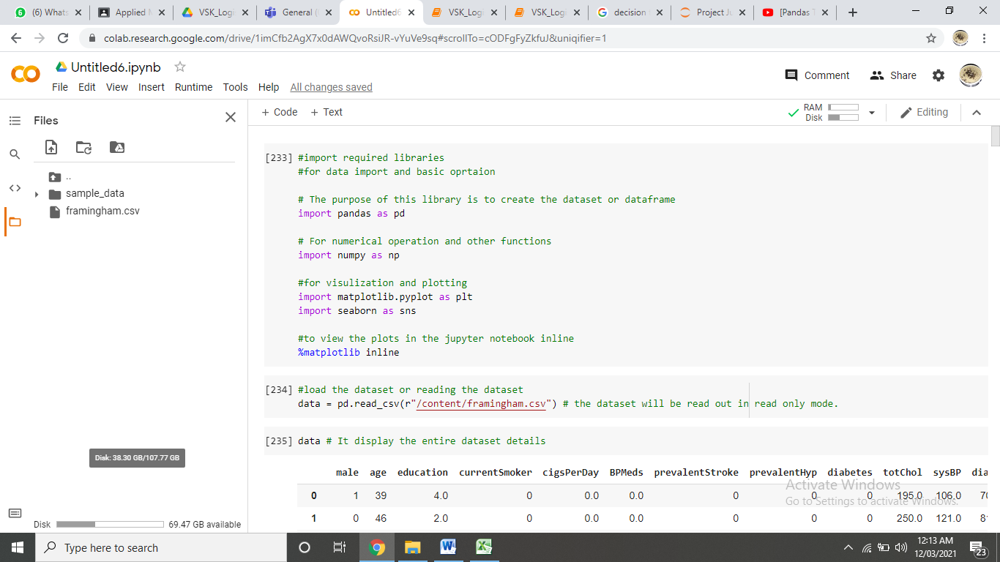 (6) Whats
Applied M
VSK_Logi
General (
Untitled6
VSK_Logi
VSK_Logi
decision
Project Ju
[Pandas T
colab.research.google.com/drive/1imCfb2AgX7x0dAWQvoRsiJR-vYuVe9sq#scrollTo=cODFgFyZkfuJ&uniqifier=1
Untitled6.ipynb
File Edit View Insert Runtime Tools Help All changes saved
Comment Share
Files
..
sample_data
framingham.csv
Disk: 38.30 GB/107.77 GB
Disk 69.47 GB available
+ Code + Text
RAM
Disk
Editing
[233] #import required libraries
#for data import and basic oprtaion
# The purpose of this library is to create the dataset or dataframe
import pandas as pd
# For numerical operation and other functions
import numpy as np
#for visulization and plotting
import matplotlib.pyplot as plt
import seaborn as sns
#to view the plots in the jupyter notebook inline
%matplotlib inline
[234] #load the dataset or reading the dataset
data = pd.read_csv(r"/content/framingham.csv") # the dataset will be read out in read only mode.
[235] data # It display the entire dataset details
male age education currentSmoker cigsPerDay BPMeds prevalentStroke prevalentHyp diabetes totChol sysBP dia
0 1 39 4.0 0 0.0 0.0 0 0 0 195.0 106.0 70
1 0 46 2.0 0 0.0 0.0 0 0 0 250.0 121.0 81
Activate Windows
Go to Settings to activate Windows.
Type here to search
12:13 AM
12/03/2021
23